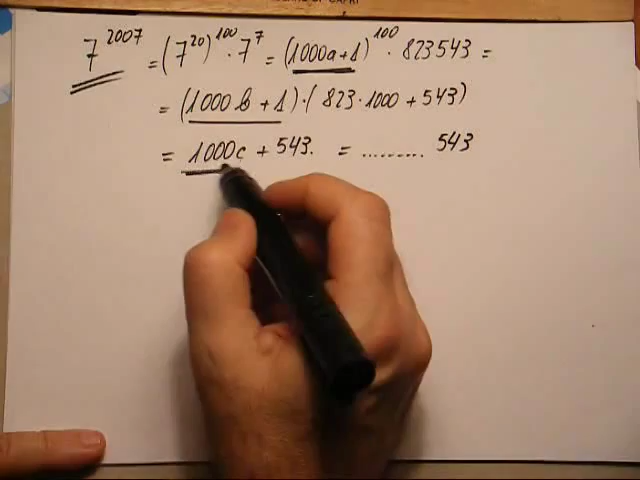 7^2007 = (7^20)^100 · 7^7 = (1000a+1)^100 · 823543 =
= (1000b+1)·(823·1000+543)
= 1000c + 543. = .......... 543